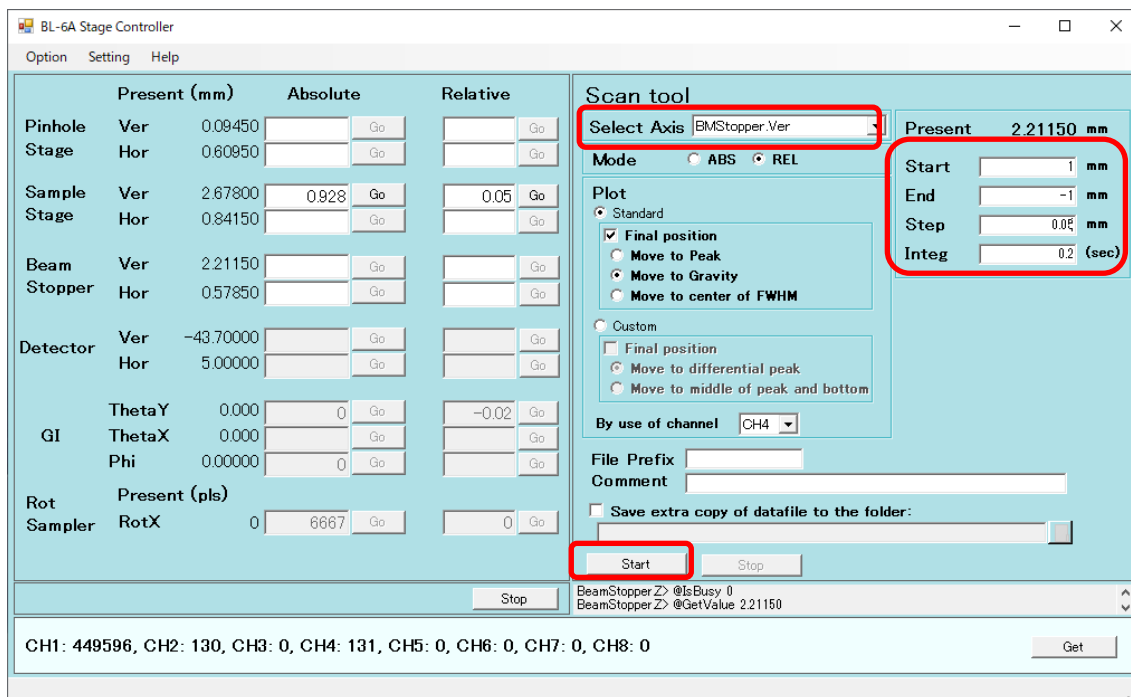 BL-6A Stage Controller
Option Setting Help
Present (mm) Absolute Relative
Pinhole Stage
Ver 0.09450 Go Go
Hor 0.60950 Go Go
Sample Stage
Ver 2.67800 0.928 Go 0.05 Go
Hor 0.84150 Go Go
Beam Stopper
Ver 2.21150 Go Go
Hor 0.57850 Go Go
Detector
Ver -43.70000 Go Go
Hor 5.00000 Go Go
GI
ThetaY 0.000 0 Go -0.02 Go
ThetaX 0.000 Go Go
Phi 0.00000 0 Go Go
Rot Sampler
Present (pls)
RotX 0 6667 Go 0 Go
Stop
Scan tool
Select Axis BMStopper.Ver
Mode ABS REL
Plot
Standard
Final position
Move to Peak
Move to Gravity
Move to center of FWHM
Custom
Final position
Move to differential peak
Move to middle of peak and bottom
By use of channel CH4
Present 2.21150 mm
Start 1 mm
End -1 mm
Step 0.05 mm
Integ 0.2 (sec)
File Prefix
Comment
Save extra copy of datafile to the folder:
Start Stop
BeamStopperZ> @IsBusy 0
BeamStopperZ> @GetValue 2.21150
CH1: 449596, CH2: 130, CH3: 0, CH4: 131, CH5: 0, CH6: 0, CH7: 0, CH8: 0
Get